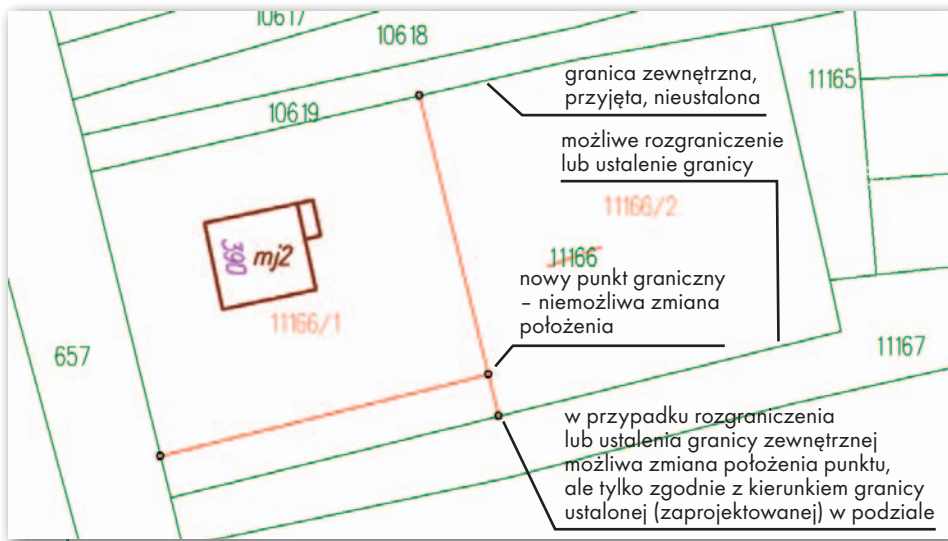 10617
10618
10619
granica zewnętrzna,
przyjęta, nieustalona
11165
możliwe rozgraniczenie
lub ustalenie granicy
11166/2
11166
390 mj2
nowy punkt graniczny
– niemożliwa zmiana
położenia
11166/1
657
11167
w przypadku rozgraniczenia
lub ustalenia granicy zewnętrznej
możliwa zmiana położenia punktu,
ale tylko zgodnie z kierunkiem granicy
ustalonej (zaprojektowanej) w podziale